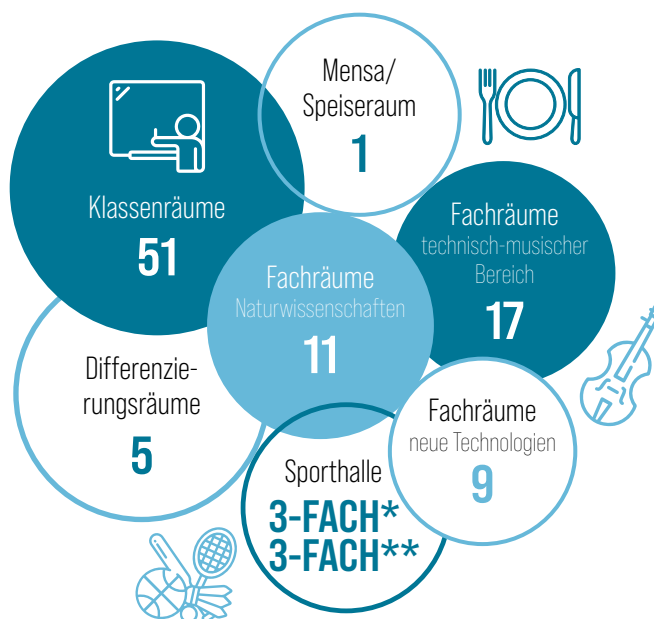 Mensa/
Speiseraum
1
Klassenräume
51
Fachräume
technisch-musischer
Bereich
17
Fachräume
Naturwissenschaften
11
Differenzie-
rungsräume
5
Fachräume
neue Technologien
9
Sporthalle
3-FACH*
3-FACH**